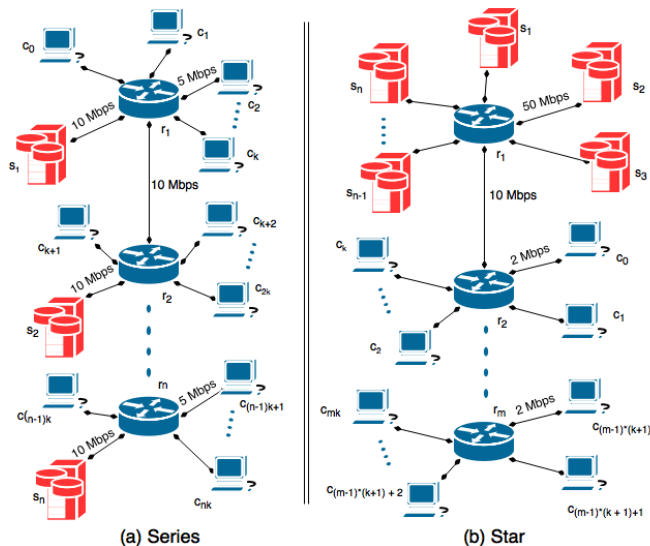 c0
c1
5 Mbps
c2
10 Mbps
r1
ck
s1
10 Mbps
ck+1
ck+2
10 Mbps
r2
c2k
s2
rn
5 Mbps
c(n-1)k
c(n-1)k+1
10 Mbps
sn
cnk
(a) Series
s1
sn
s2
50 Mbps
r1
sn-1
s3
10 Mbps
ck
c0
2 Mbps
r2
c1
c2
rm
2 Mbps
cmk
c(m-1)*(k+1)
c(m-1)*(k+1) + 2
c(m-1)*(k + 1)+1
(b) Star